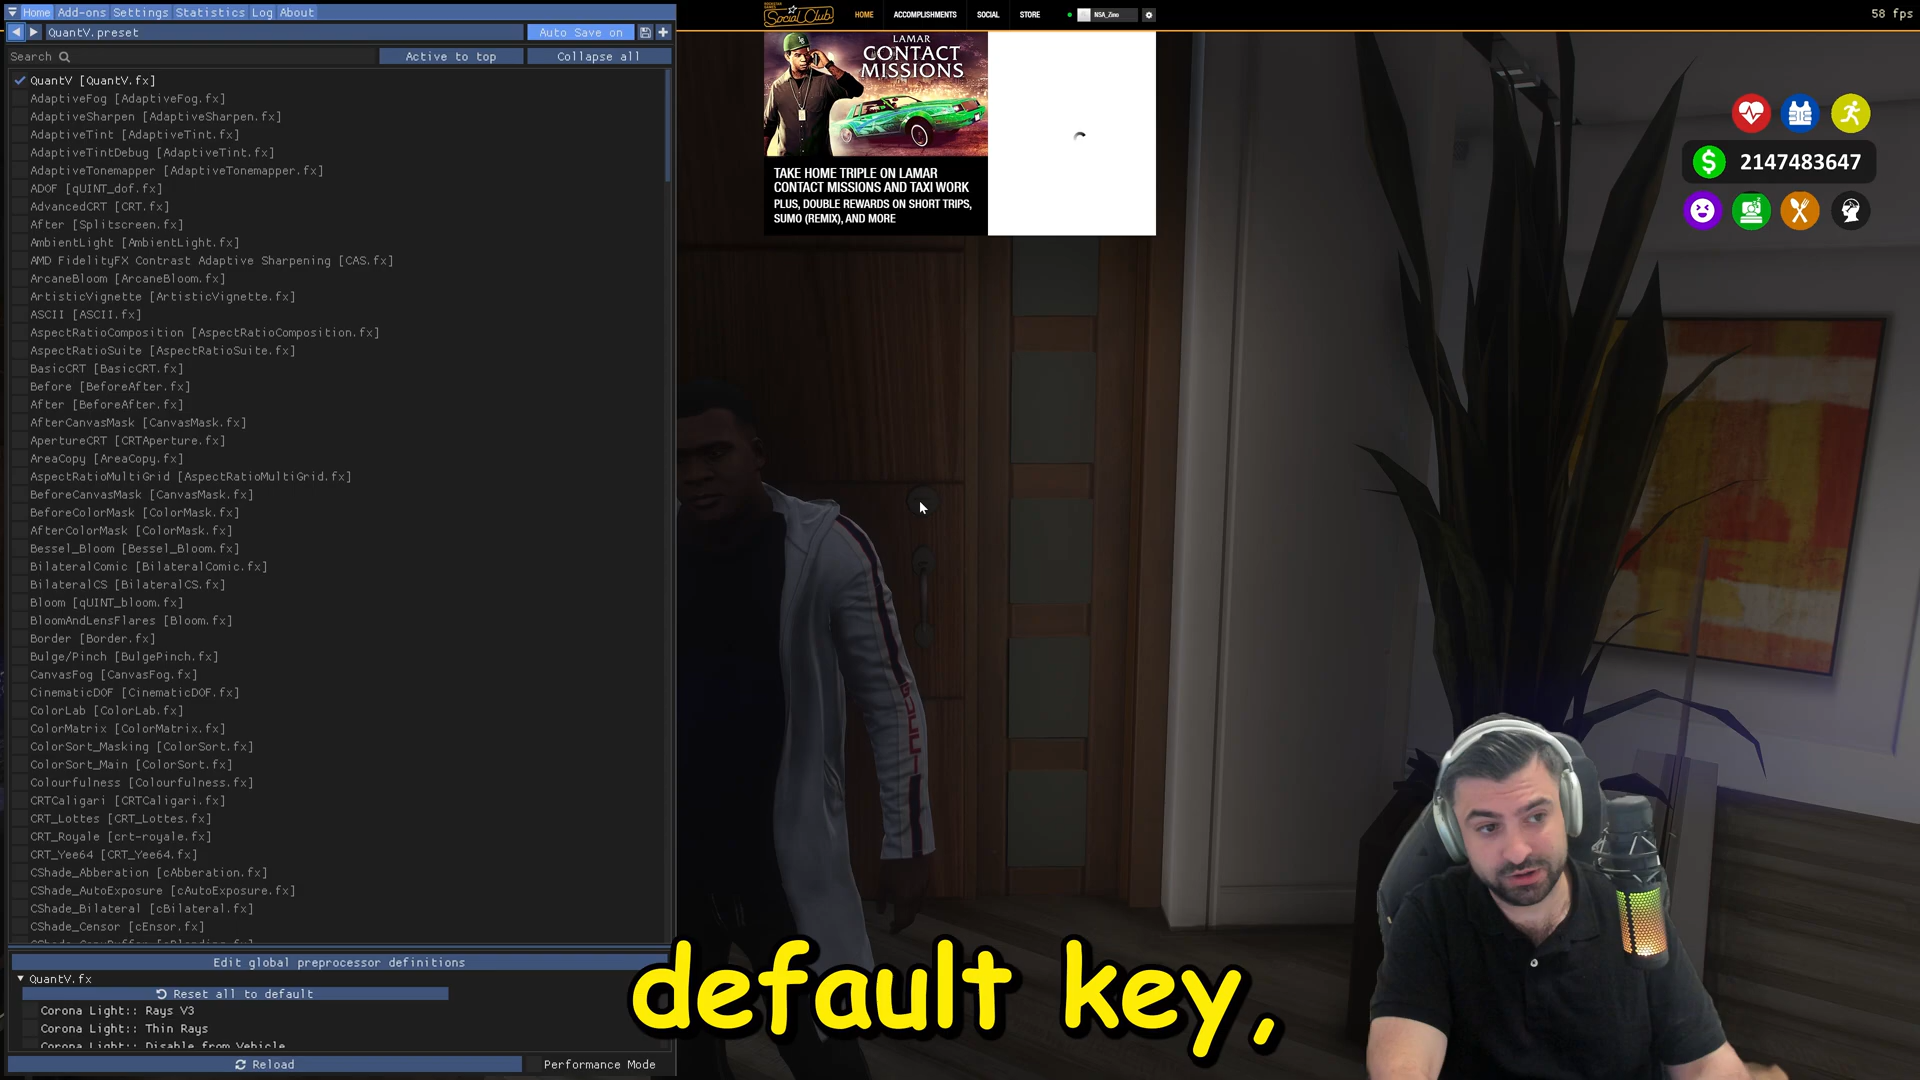 Home Add-ons Settings Statistics Log About
QuantV.preset
Auto Save on
Search
Active to top
Collapse all
QuantV [QuantV.fx]
AdaptiveFog [AdaptiveFog.fx]
AdaptiveSharpen [AdaptiveSharpen.fx]
AdaptiveTint [AdaptiveTint.fx]
AdaptiveTintDebug [AdaptiveTint.fx]
AdaptiveTonemapper [AdaptiveTonemapper.fx]
ADOF [qUINT_dof.fx]
AdvancedCRT [CRT.fx]
After [Splitscreen.fx]
AmbientLight [AmbientLight.fx]
AMD FidelityFX Contrast Adaptive Sharpening [CAS.fx]
ArcaneBloom [ArcaneBloom.fx]
ArtisticVignette [ArtisticVignette.fx]
ASCII [ASCII.fx]
AspectRatioComposition [AspectRatioComposition.fx]
AspectRatioSuite [AspectRatioSuite.fx]
BasicCRT [BasicCRT.fx]
Before [BeforeAfter.fx]
After [BeforeAfter.fx]
AfterCanvasMask [CanvasMask.fx]
ApertureCRT [CRTAperture.fx]
AreaCopy [AreaCopy.fx]
AspectRatioMultiGrid [AspectRatioMultiGrid.fx]
BeforeCanvasMask [CanvasMask.fx]
BeforeColorMask [ColorMask.fx]
AfterColorMask [ColorMask.fx]
Bessel_Bloom [Bessel_Bloom.fx]
BilateralComic [BilateralComic.fx]
BilateralCS [BilateralCS.fx]
Bloom [qUINT_bloom.fx]
BloomAndLensFlares [Bloom.fx]
Border [Border.fx]
Bulge/Pinch [BulgePinch.fx]
CanvasFog [CanvasFog.fx]
CinematicDOF [CinematicDOF.fx]
ColorLab [ColorLab.fx]
ColorMatrix [ColorMatrix.fx]
ColorSort_Masking [ColorSort.fx]
ColorSort_Main [ColorSort.fx]
Colourfulness [Colourfulness.fx]
CRTCaligari [CRTCaligari.fx]
CRT_Lottes [CRT_Lottes.fx]
CRT_Royale [crt-royale.fx]
CRT_Yee64 [CRT_Yee64.fx]
CShade_Abberation [cAbberation.fx]
CShade_AutoExposure [cAutoExposure.fx]
CShade_Bilateral [cBilateral.fx]
CShade_Censor [cEnsor.fx]
Edit global preprocessor definitions
QuantV.fx
Reset all to default
Corona Light:: Rays V3
Corona Light:: Thin Rays
Corona Light:: Disable from Vehicle
Reload
Performance Mode
Social Club
HOME ACCOMPLISHMENTS SOCIAL STORE
NSA_Zino
LAMAR
CONTACT
MISSIONS
TAKE HOME TRIPLE ON LAMAR
CONTACT MISSIONS AND TAXI WORK
PLUS, DOUBLE REWARDS ON SHORT TRIPS,
SUMO (REMIX), AND MORE
58 fps
$ 2147483647
default key,